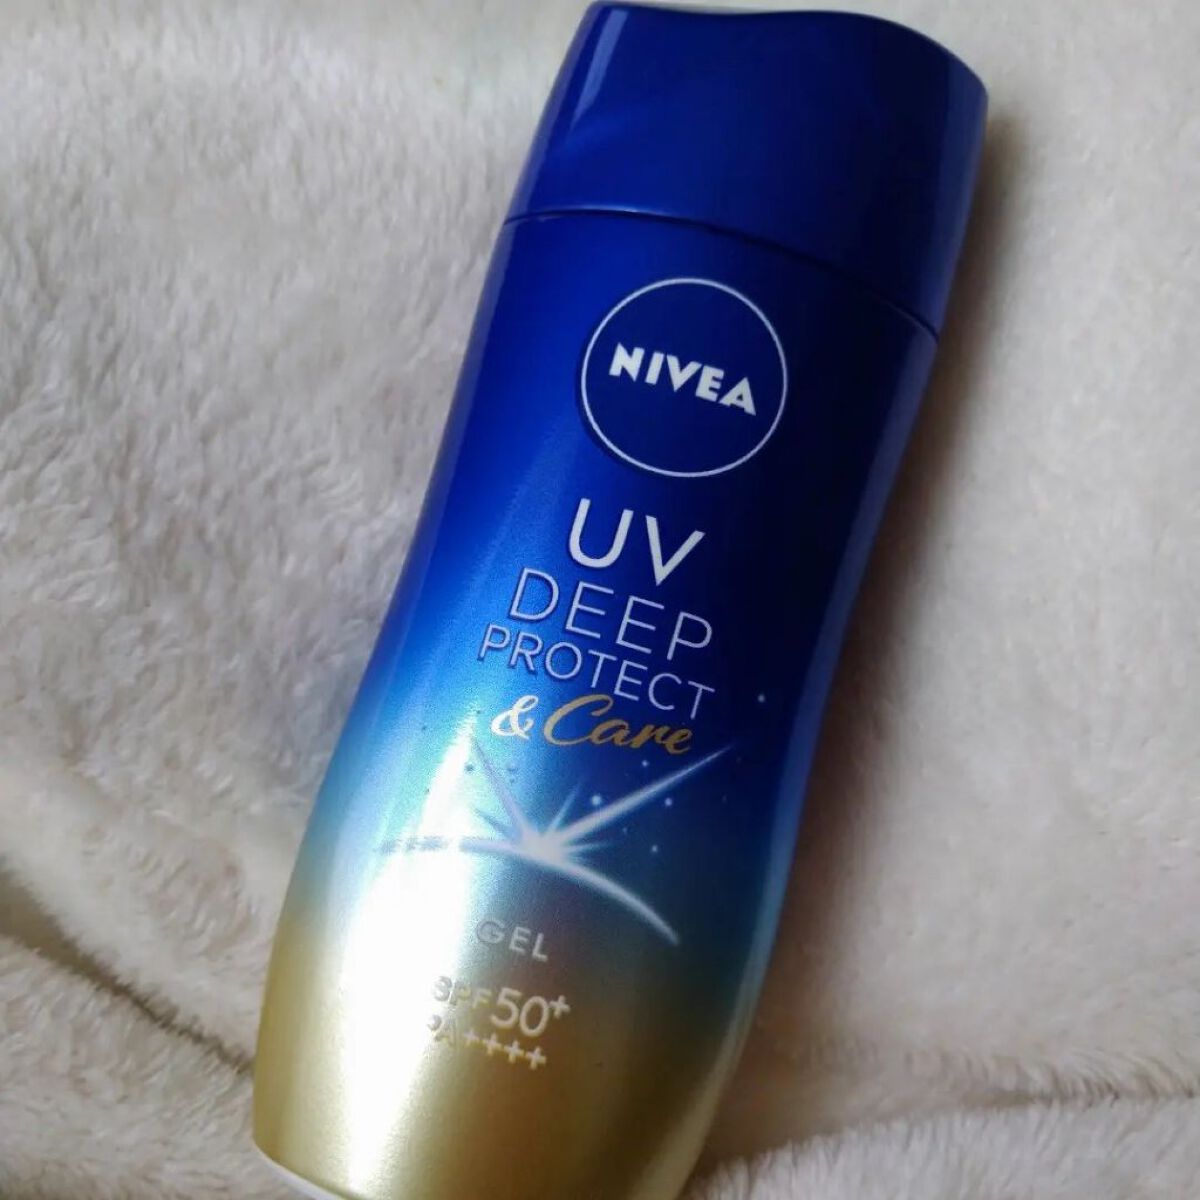 NIVEA
UV
DEEP
PROTECT
& Care
GEL
SPF50+
PA++++